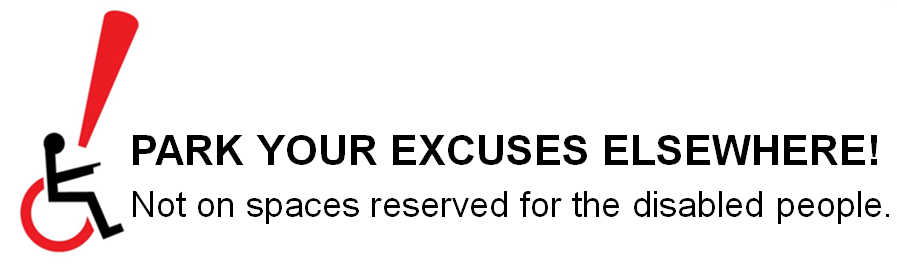 PARK YOUR EXCUSES ELSEWHERE!
Not on spaces reserved for the disabled people.